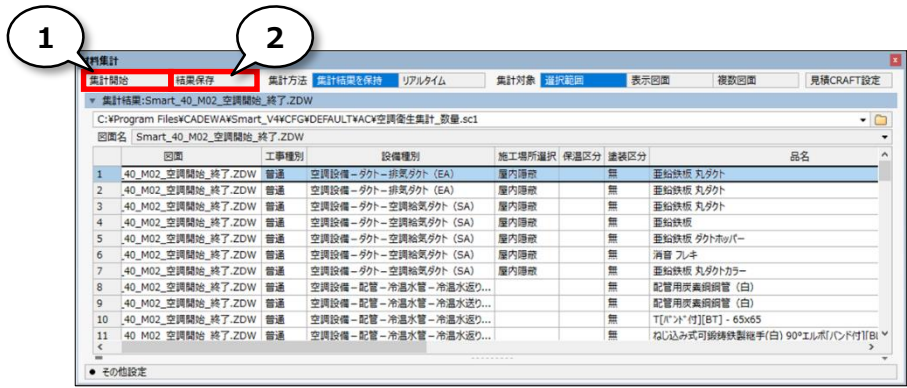 1 2
材料集計
集計開始 結果保存 集計方法 集計結果を保持 リアルタイム 集計対象 選択範囲 表示図面 複数図面 見積CRAFT設定
集計結果:Smart_40_M02_空調開始_終了.ZDW
C:¥Program Files¥CADEWA¥Smart_V4¥CFG¥DEFAULT¥AC¥空調衛生集計_数量.sc1
図面名 Smart_40_M02_空調開始_終了.ZDW
図面 工事種別 設備種別 施工場所選択 保温区分 塗装区分 品名
1 _40_M02_空調開始_終了.ZDW 普通 空調設備－ダクト－排気ダクト（EA） 屋内隠蔽 無 亜鉛鉄板 丸ダクト
2 _40_M02_空調開始_終了.ZDW 普通 空調設備－ダクト－排気ダクト（EA） 屋内隠蔽 無 亜鉛鉄板 丸ダクト
3 _40_M02_空調開始_終了.ZDW 普通 空調設備－ダクト－空調給気ダクト（SA） 屋内隠蔽 無 亜鉛鉄板 丸ダクト
4 _40_M02_空調開始_終了.ZDW 普通 空調設備－ダクト－空調給気ダクト（SA） 屋内隠蔽 無 亜鉛鉄板
5 _40_M02_空調開始_終了.ZDW 普通 空調設備－ダクト－空調給気ダクト（SA） 屋内隠蔽 無 亜鉛鉄板 ダクトホッパー
6 _40_M02_空調開始_終了.ZDW 普通 空調設備－ダクト－空調給気ダクト（SA） 屋内隠蔽 無 消音 フレキ
7 _40_M02_空調開始_終了.ZDW 普通 空調設備－ダクト－空調給気ダクト（SA） 屋内隠蔽 無 亜鉛鉄板 丸ダクトカラー
8 _40_M02_空調開始_終了.ZDW 普通 空調設備－配管－冷温水管－冷温水返り... 無 配管用炭素鋼鋼管（白）
9 _40_M02_空調開始_終了.ZDW 普通 空調設備－配管－冷温水管－冷温水送り... 無 配管用炭素鋼鋼管（白）
10 _40_M02_空調開始_終了.ZDW 普通 空調設備－配管－冷温水管－冷温水送り... 無 T[ﾊﾞﾝﾄﾞ付][BT] - 65x65
11 _40_M02_空調開始_終了.ZDW 普通 空調設備－配管－冷温水管－冷温水返り... 無 ねじ込み式可鍛鋳鉄製継手(白) 90°エルボ[バンド付][BL
その他設定